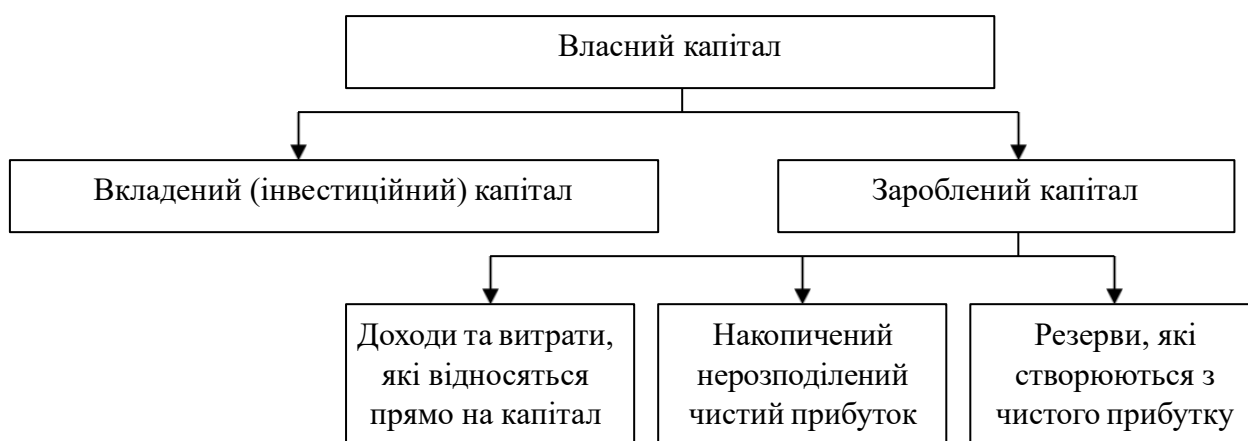 Власний капітал
Вкладений (інвестиційний) капітал
Зароблений капітал
Доходи та витрати,
які відносяться
прямо на капітал
Накопичений
нерозподілений
чистий прибуток
Резерви, які
створюються з
чистого прибутку